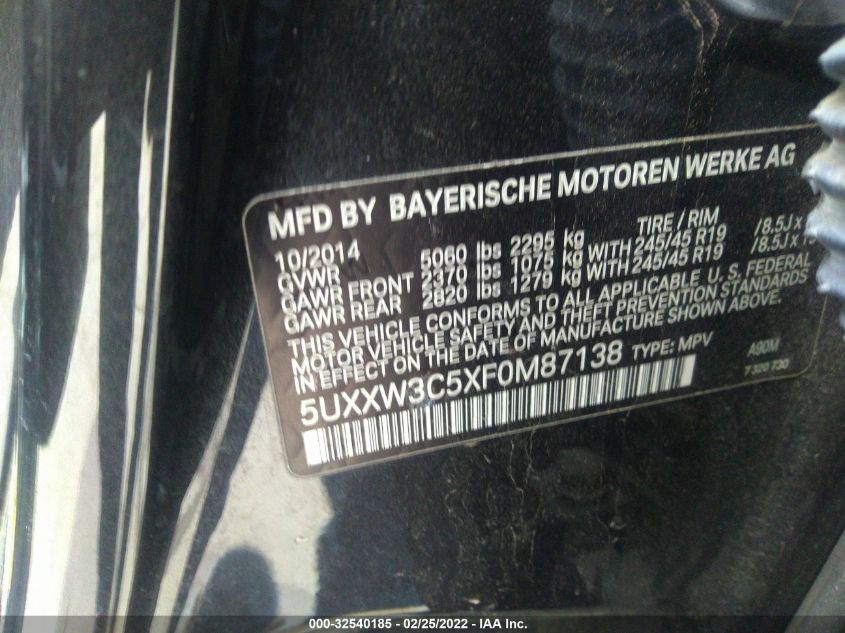 MFD BY BAYERISCHE MOTOREN WERKE AG
10/2014 TIRE / RIM
GVWR 5060 lbs 2295 kg
GAWR FRONT 2370 lbs 1075 kg WITH 245/45 R19 /8.5J x
GAWR REAR 2820 lbs 1279 kg WITH 245/45 R19 /8.5J x
THIS VEHICLE CONFORMS TO ALL APPLICABLE U. S. FEDERAL
MOTOR VEHICLE SAFETY AND THEFT PREVENTION STANDARDS
IN EFFECT ON THE DATE OF MANUFACTURE SHOWN ABOVE.
5UXXW3C5XF0M87138 TYPE: MPV A90M
7 320 730
000-32540185 - 02/25/2022 - IAA Inc.